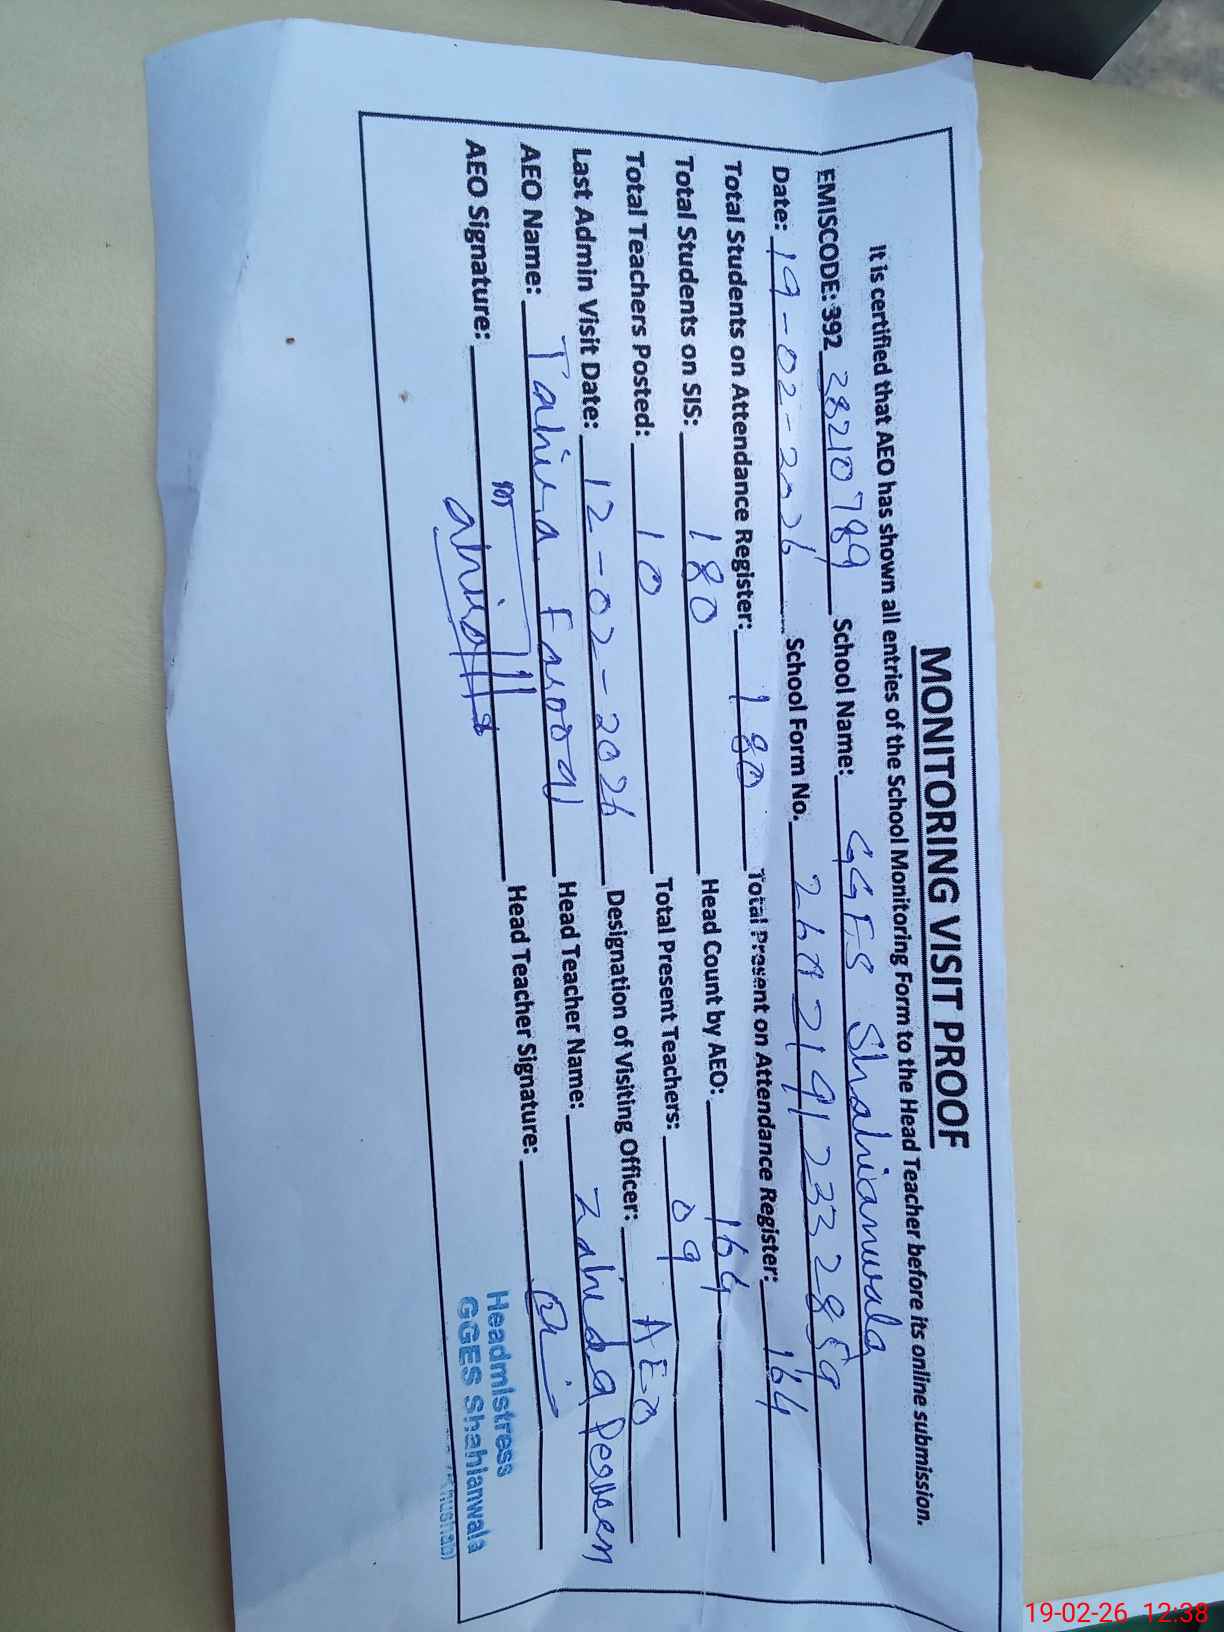 MONITORING VISIT PROOF
It is certified that AEO has shown all entries of the School Monitoring Form to the Head Teacher before its online submission.
EMISCODE: 392 38210789 School Name: GGES Shahianwala
Date: 19-02-2026 School Form No. 26021912332859
Total Students on Attendance Register: 180 Total Present on Attendance Register: 164
Total Students on SIS: 180 Head Count by AEO: 164
Total Teachers Posted: 10 Total Present Teachers: 09
Last Admin Visit Date: 12-02-2026 Designation of Visiting Officer: AEO
AEO Name: Tahira Farooq Head Teacher Name: Zahida Perveen
AEO Signature: Head Teacher Signature:
Headmistress
GGES Shahianwala
(Khushab)
19-02-26 12:38